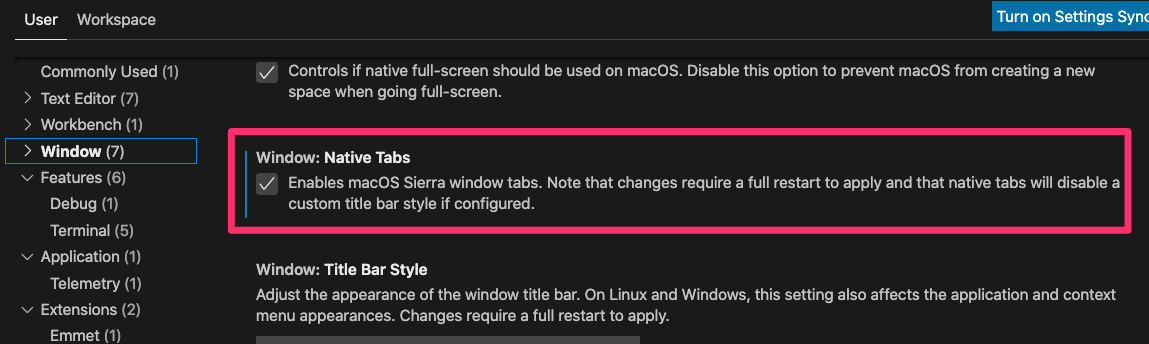 User Workspace
Turn on Settings Sync
Commonly Used (1)
Text Editor (7)
Workbench (1)
Window (7)
Features (6)
Debug (1)
Terminal (5)
Application (1)
Telemetry (1)
Extensions (2)
Emmet (1)
Controls if native full-screen should be used on macOS. Disable this option to prevent macOS from creating a new
space when going full-screen.
Window: Native Tabs
Enables macOS Sierra window tabs. Note that changes require a full restart to apply and that native tabs will disable a
custom title bar style if configured.
Window: Title Bar Style
Adjust the appearance of the window title bar. On Linux and Windows, this setting also affects the application and context
menu appearances. Changes require a full restart to apply.